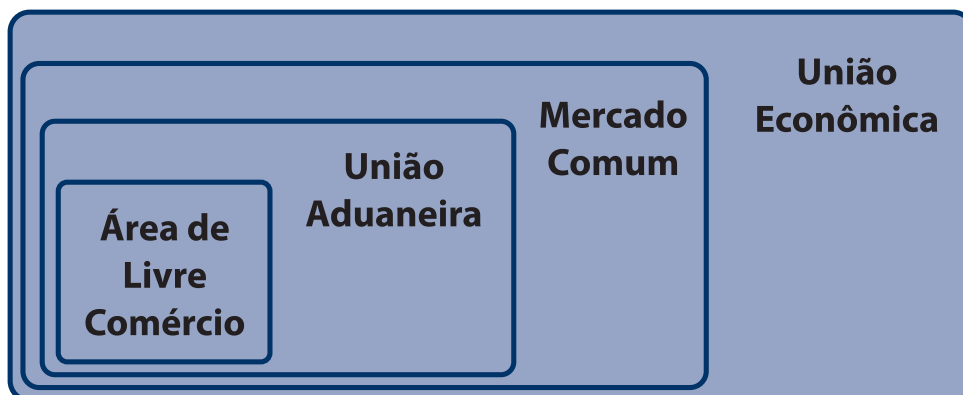 União
Econômica
Mercado
Comum
União
Aduaneira
Área de
Livre
Comércio